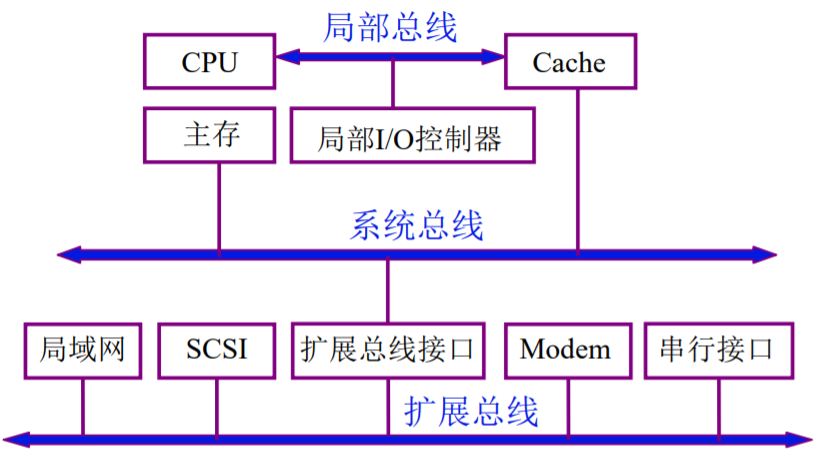 局部总线
CPU
Cache
主存
局部I/O控制器
系统总线
局域网
SCSI
扩展总线接口
Modem
串行接口
扩展总线